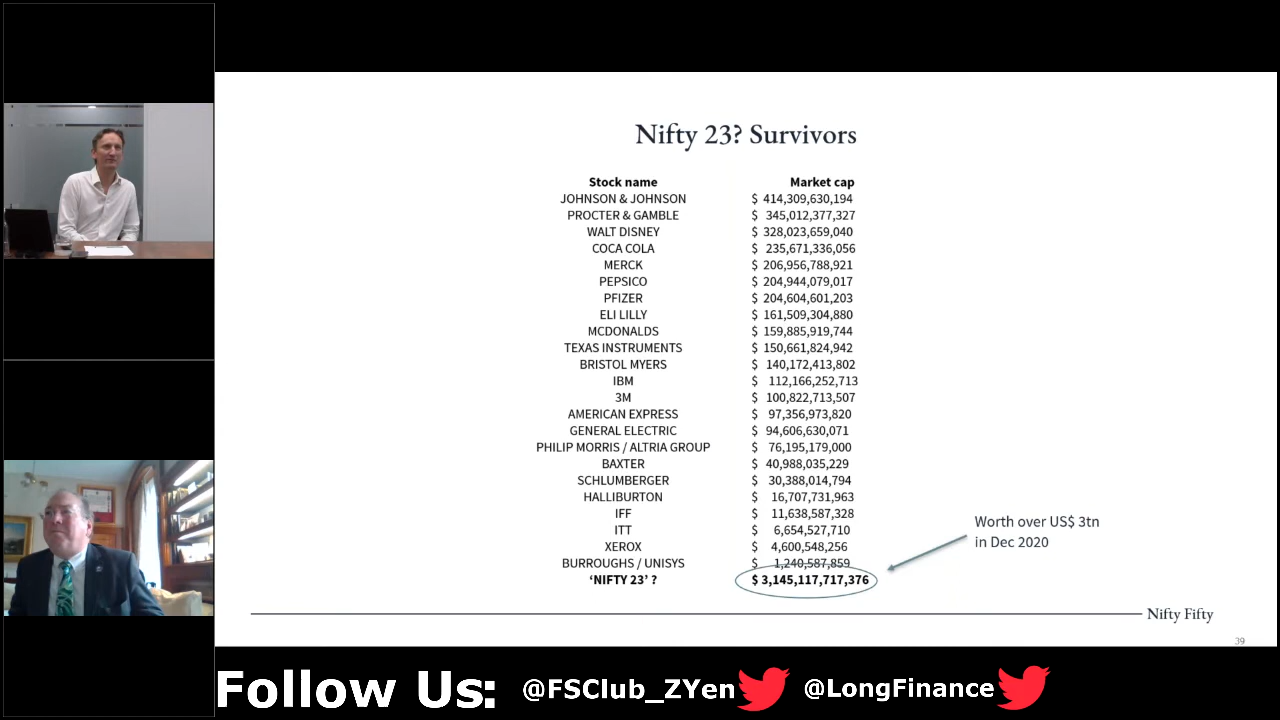 Nifty 23? Survivors
Stock name Market cap
JOHNSON & JOHNSON $ 414,309,630,194
PROCTER & GAMBLE $ 345,012,377,327
WALT DISNEY $ 328,023,659,040
COCA COLA $ 235,671,336,056
MERCK $ 206,956,788,921
PEPSICO $ 204,944,079,017
PFIZER $ 204,604,601,203
ELI LILLY $ 161,509,304,880
MCDONALDS $ 159,885,919,744
TEXAS INSTRUMENTS $ 150,661,824,942
BRISTOL MYERS $ 140,172,413,802
IBM $ 112,166,252,713
3M $ 100,822,713,507
AMERICAN EXPRESS $ 97,356,973,820
GENERAL ELECTRIC $ 94,606,630,071
PHILIP MORRIS / ALTRIA GROUP $ 76,195,179,000
BAXTER $ 40,988,035,229
SCHLUMBERGER $ 30,388,014,794
HALLIBURTON $ 16,707,731,963
IFF $ 11,638,587,328
ITT $ 6,654,527,710
XEROX $ 4,600,548,256
BURROUGHS / UNISYS $ 1,240,587,859
‘NIFTY 23’ ? $ 3,145,117,717,376
Worth over US$ 3tn
in Dec 2020
Nifty Fifty
39
Follow Us: @FSClub_ZYen @LongFinance